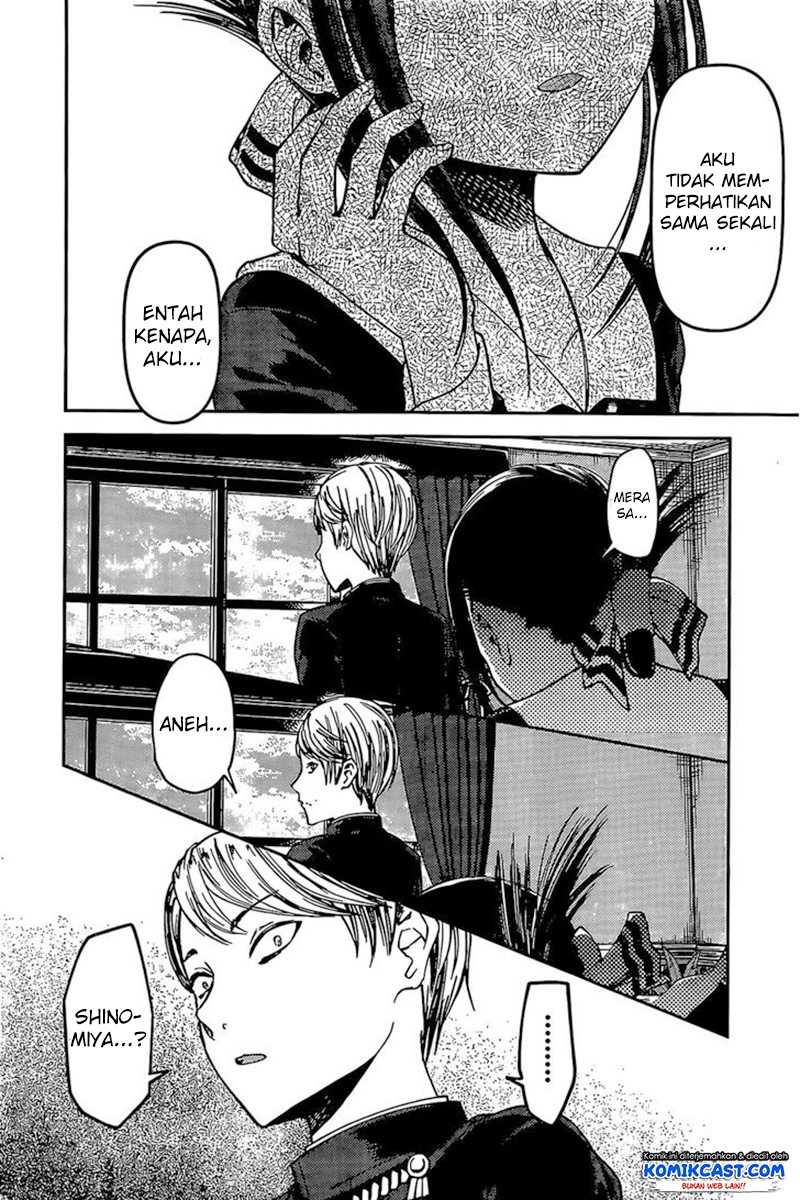 AKU
TIDAK MEM-
PERHATIKAN
SAMA SEKALI
...
ENTAH
KENAPA,
AKU...
MERA
SA...
ANEH...
.........
SHINO-
MIYA...?
Komik ini diterjemahkan & diedit oleh
KOMIKCAST.COM
BUKAN WEB LAIN!!